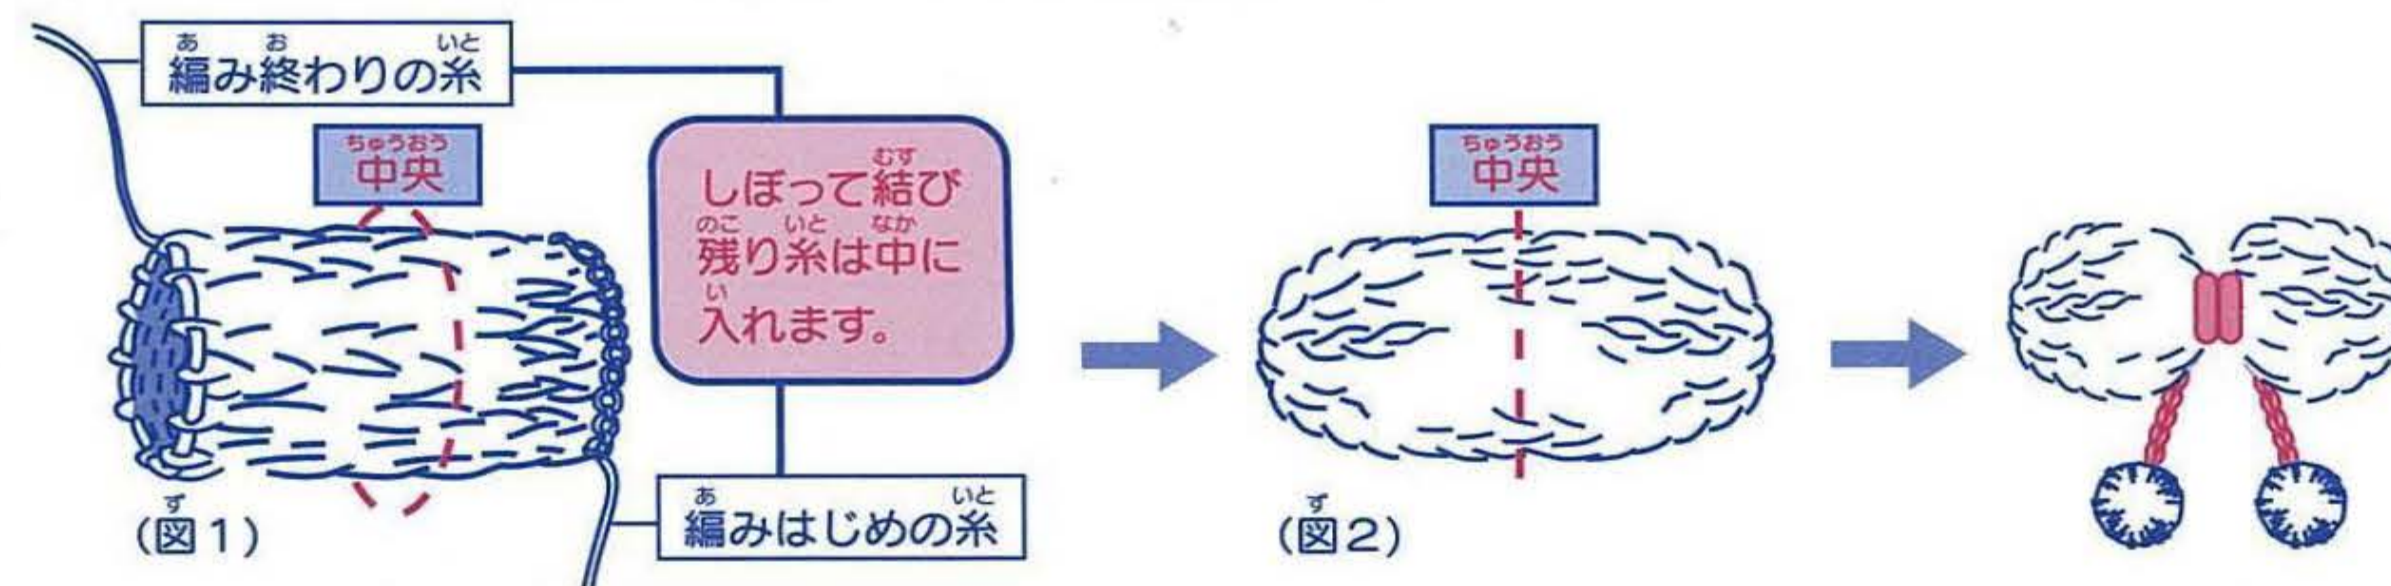 編み終わりの糸
中央
しぼって結び
残り糸は中に
入れます。
編みはじめの糸
(図1)
中央
(図2)